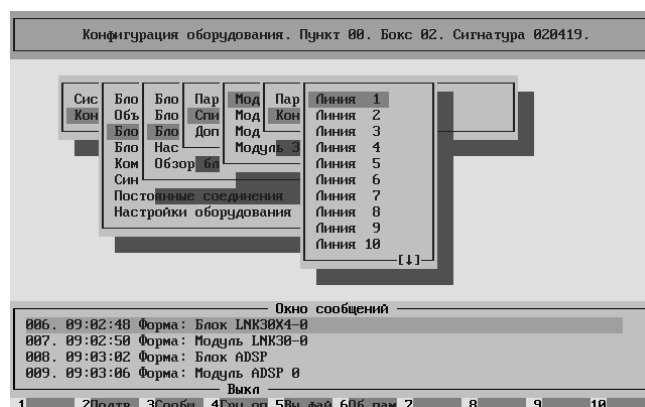 Конфигурация оборудования. Пункт 00. Бокс 02. Сигнатура 020419.
Сис Бло Бло Пар Мод Пар Линия 1
Кон Объ Бло Спи Мод Кон Линия 2
Бло Бло Доп Мод Линия 3
Бло Нас Модуль 3 Линия 4
Ком Обзор бл Линия 5
Син Линия 6
Постоянные соединения Линия 7
Настройки оборудования Линия 8
Линия 9
Линия 10
[↓]
Окно сообщений
006. 09:02:48 Форма: Блок LNK30X4-0
007. 09:02:50 Форма: Модуль LNK30-0
008. 09:03:02 Форма: Блок ADSP
009. 09:03:06 Форма: Модуль ADSP 0
Выкл
1 2Подтв 3Сообщ 4Грц оп 5Вы фай 6Об пам 7 8 9 10